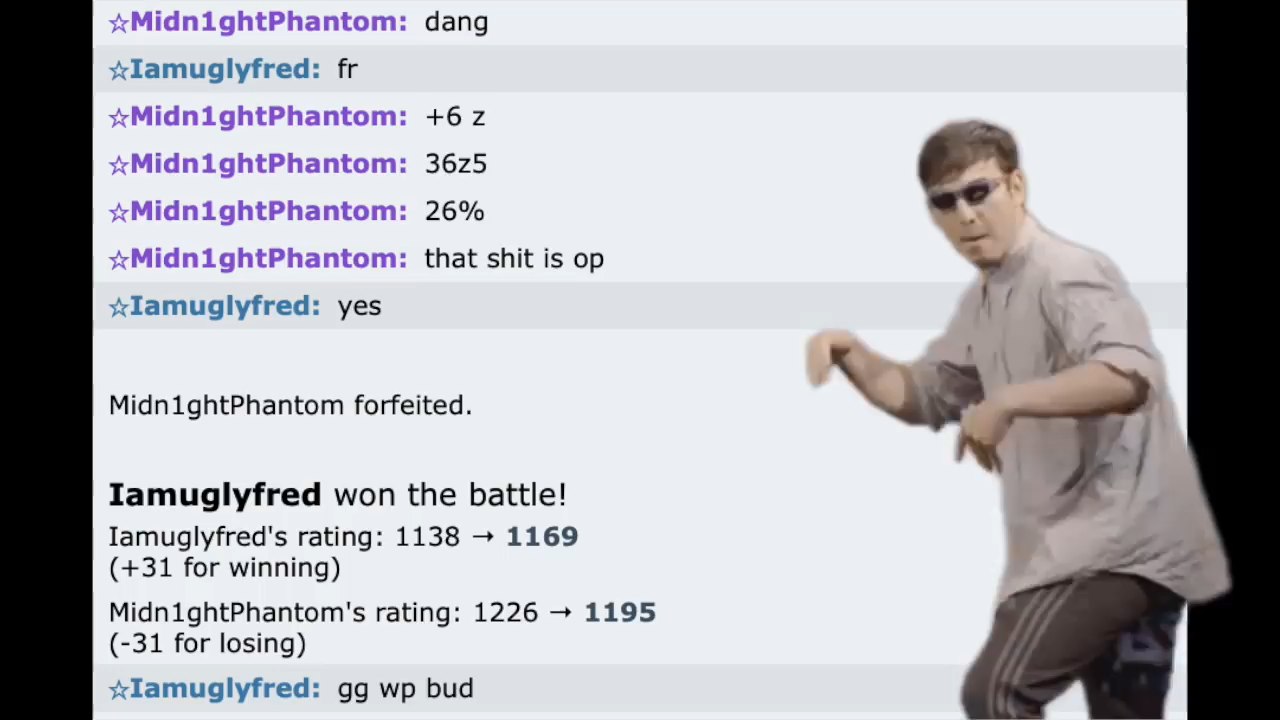 ☆Midn1ghtPhantom: dang
☆Iamuglyfred: fr
☆Midn1ghtPhantom: +6 z
☆Midn1ghtPhantom: 36z5
☆Midn1ghtPhantom: 26%
☆Midn1ghtPhantom: that shit is op
☆Iamuglyfred: yes
Midn1ghtPhantom forfeited.
Iamuglyfred won the battle!
Iamuglyfred's rating: 1138 → 1169
(+31 for winning)
Midn1ghtPhantom's rating: 1226 → 1195
(-31 for losing)
☆Iamuglyfred: gg wp bud